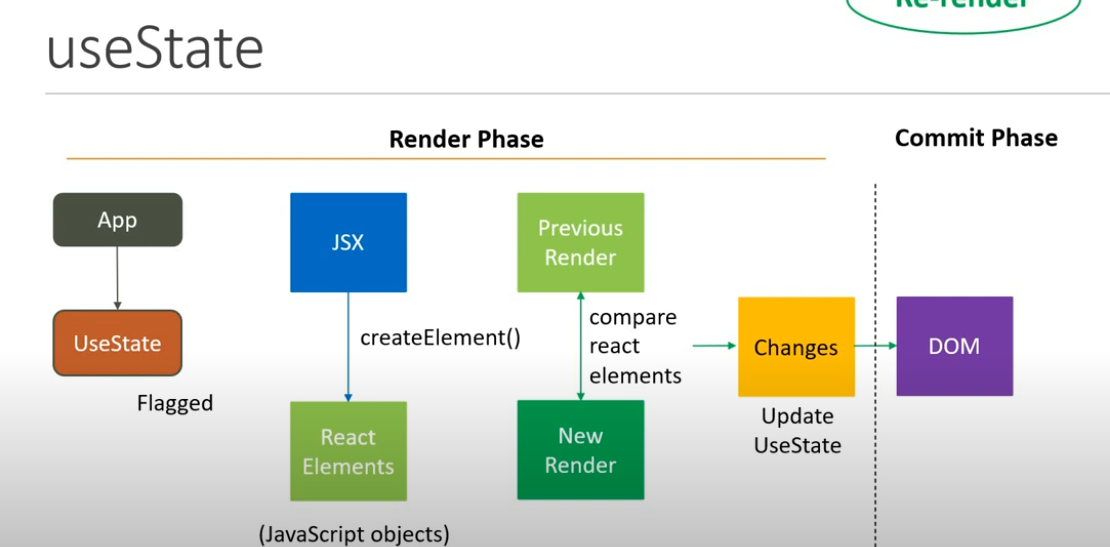 Re-render
useState
Render Phase
Commit Phase
App
UseState
Flagged
JSX
createElement()
React
Elements
(JavaScript objects)
Previous
Render
compare
react
elements
New
Render
Changes
Update
UseState
DOM